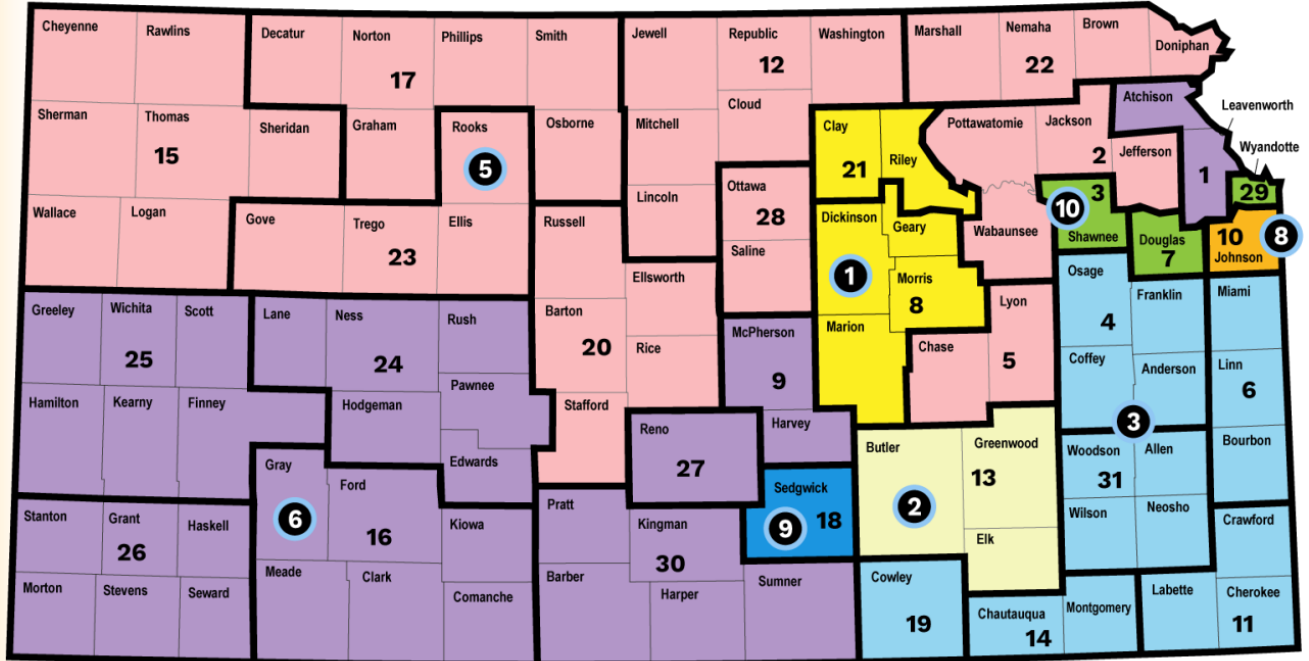 Cheyenne
Rawlins
Decatur
Norton
Phillips
Smith
Jewell
Republic
Washington
Marshall
Nemaha
Brown
Doniphan
17
12
22
Cloud
Atchison
Leavenworth
Sherman
Thomas
Sheridan
Graham
Rooks
Osborne
Mitchell
Clay
Riley
Pottawatomie
Jackson
Jefferson
Wyandotte
15
5
21
2
1
29
Lincoln
Ottawa
28
3
10
Shawnee
Wallace
Logan
Gove
Trego
Ellis
Russell
Saline
Dickinson
Geary
Wabaunsee
Douglas
7
10
Johnson
8
23
Ellsworth
1
Morris
8
Osage
Greeley
Wichita
Scott
Lane
Ness
Rush
Barton
McPherson
Marion
Lyon
Franklin
Miami
25
24
20
Rice
Chase
5
4
Coffey
Anderson
Linn
6
Hamilton
Kearny
Finney
Hodgeman
Pawnee
Stafford
9
Harvey
3
Reno
27
Butler
Greenwood
13
Woodson
31
Allen
Bourbon
Gray
Edwards
Ford
Sedgwick
18
9
2
Stanton
Grant
26
Haskell
6
16
Kiowa
Pratt
Kingman
30
Elk
Wilson
Neosho
Crawford
Morton
Stevens
Seward
Meade
Clark
Comanche
Barber
Harper
Sumner
Cowley
19
Chautauqua
14
Montgomery
Labette
Cherokee
11